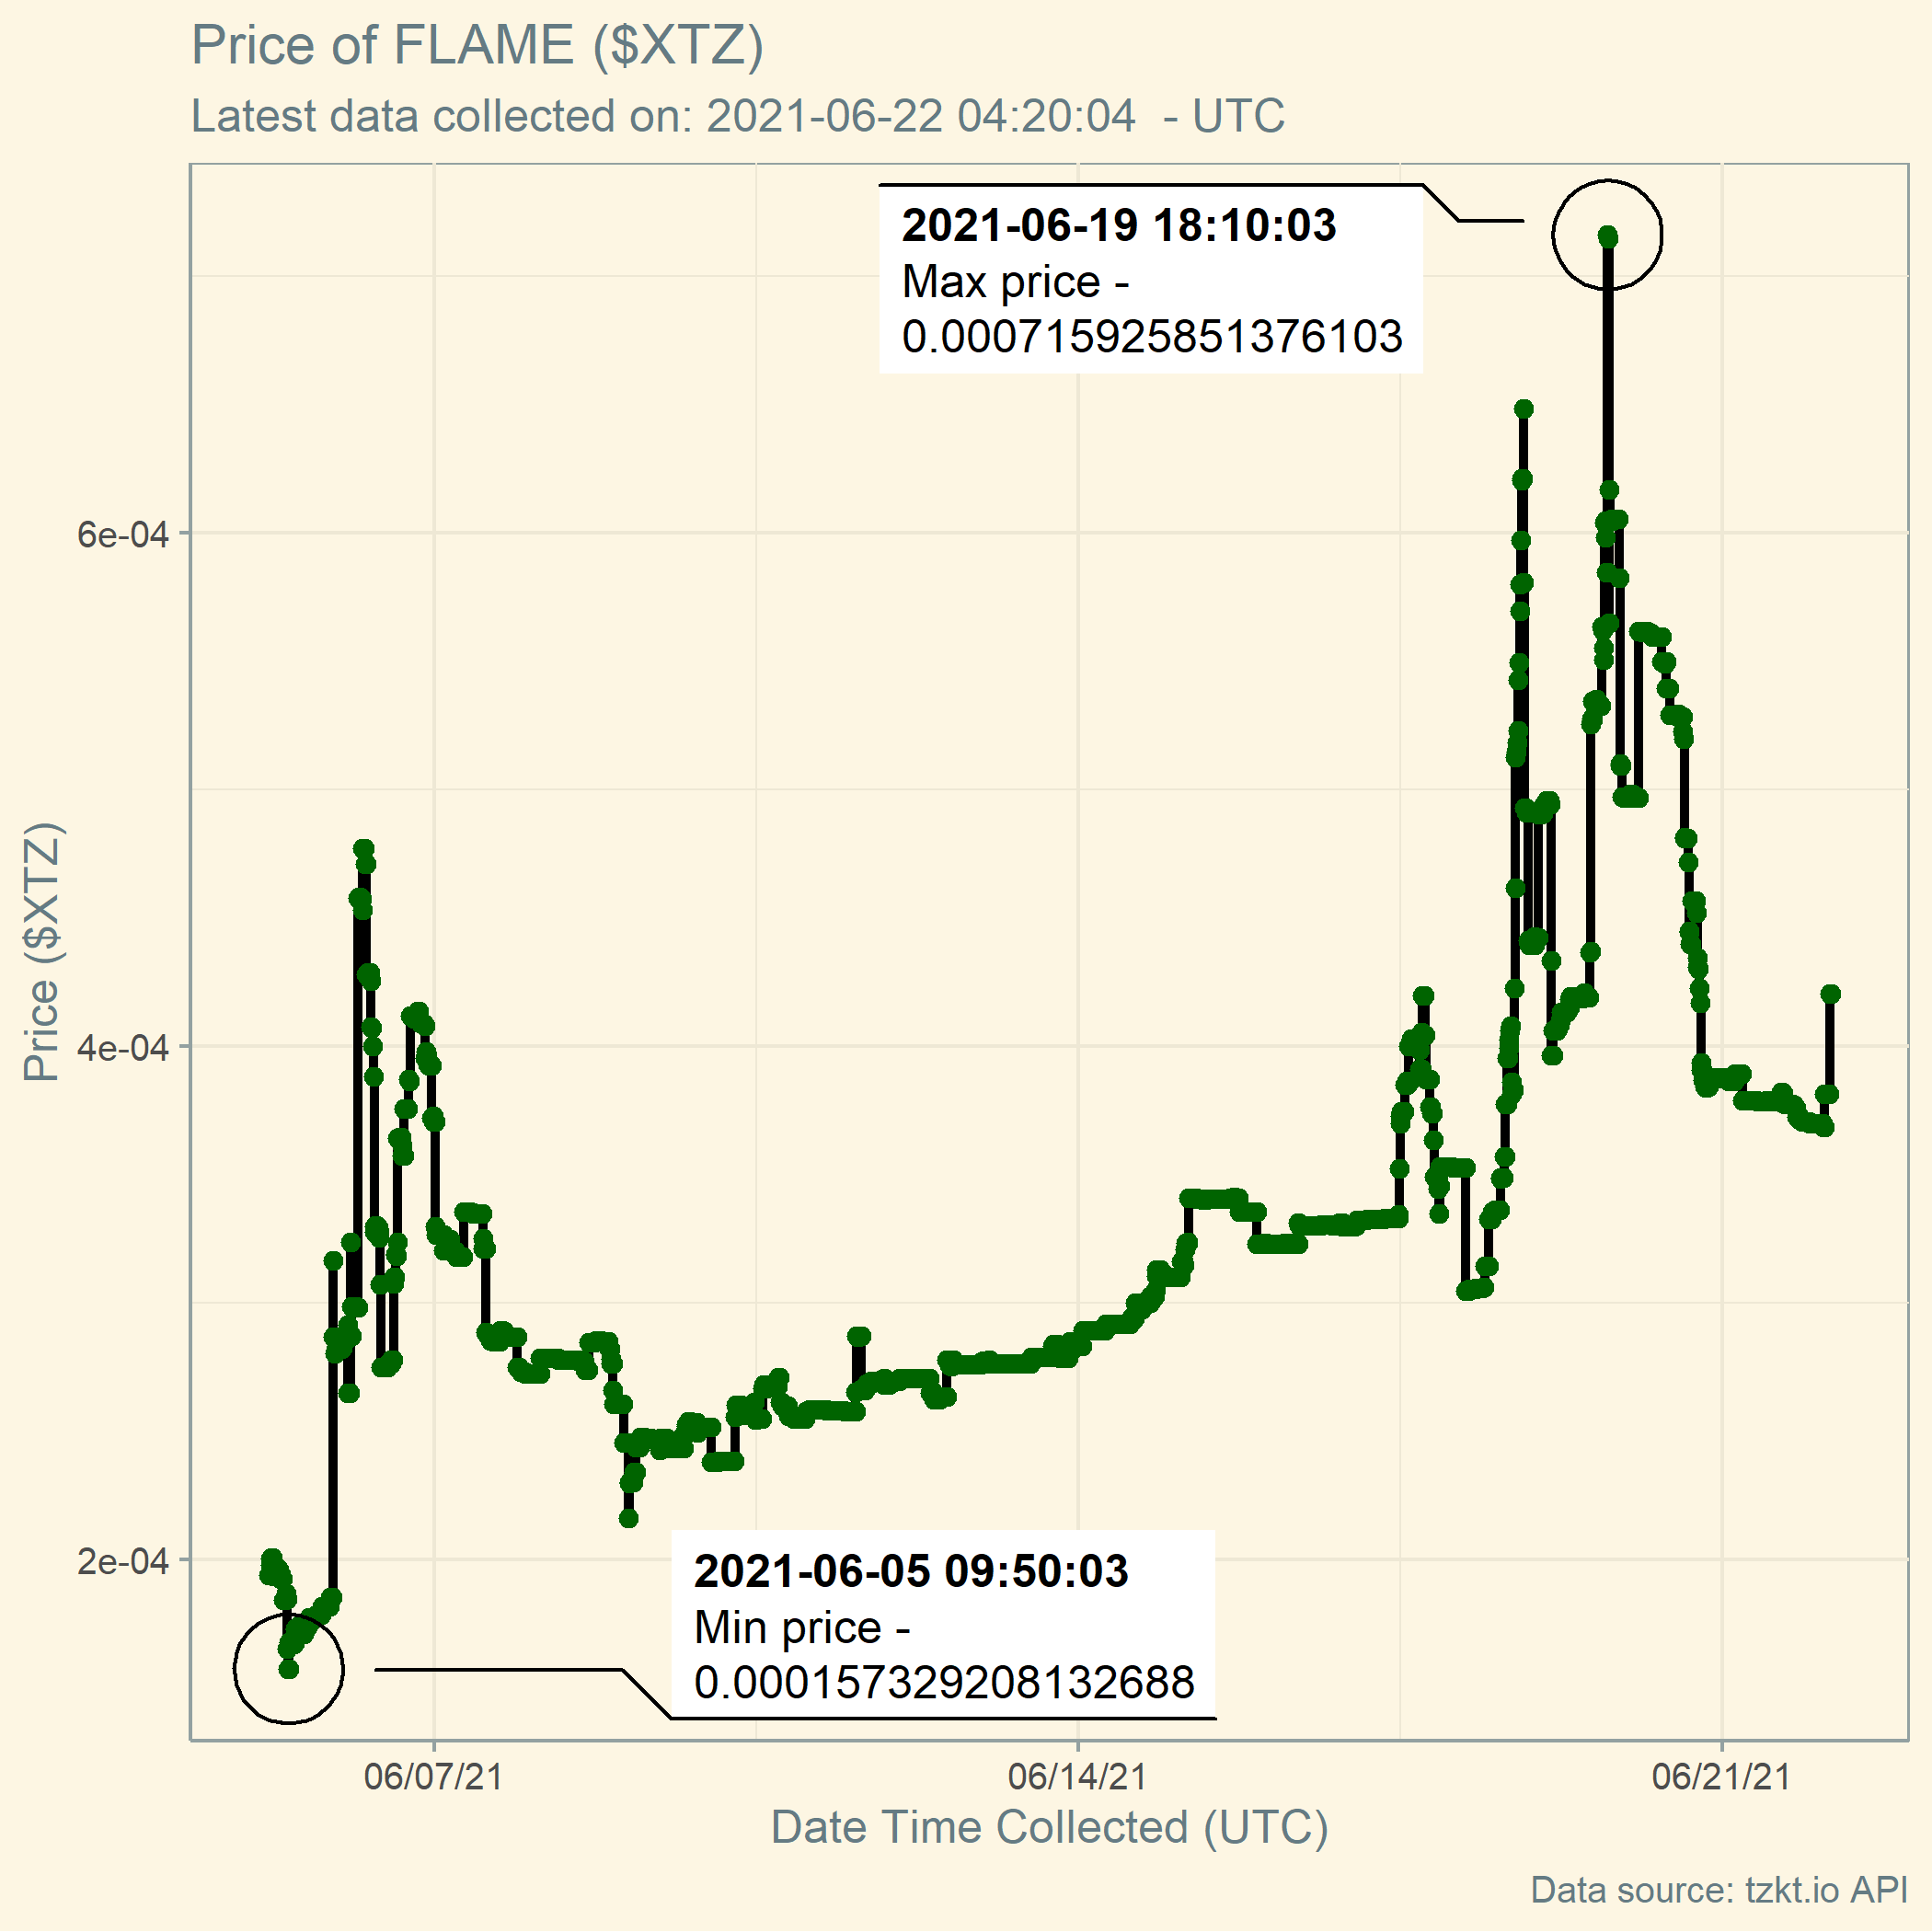 Price of FLAME ($XTZ)
Latest data collected on: 2021-06-22 04:20:04  - UTC
2021-06-19 18:10:03
Max price -
0.000715925851376103
6e-04
4e-04
2e-04
Price ($XTZ)
2021-06-05 09:50:03
Min price -
0.000157329208132688
06/07/21
06/14/21
06/21/21
Date Time Collected (UTC)
Data source: tzkt.io API